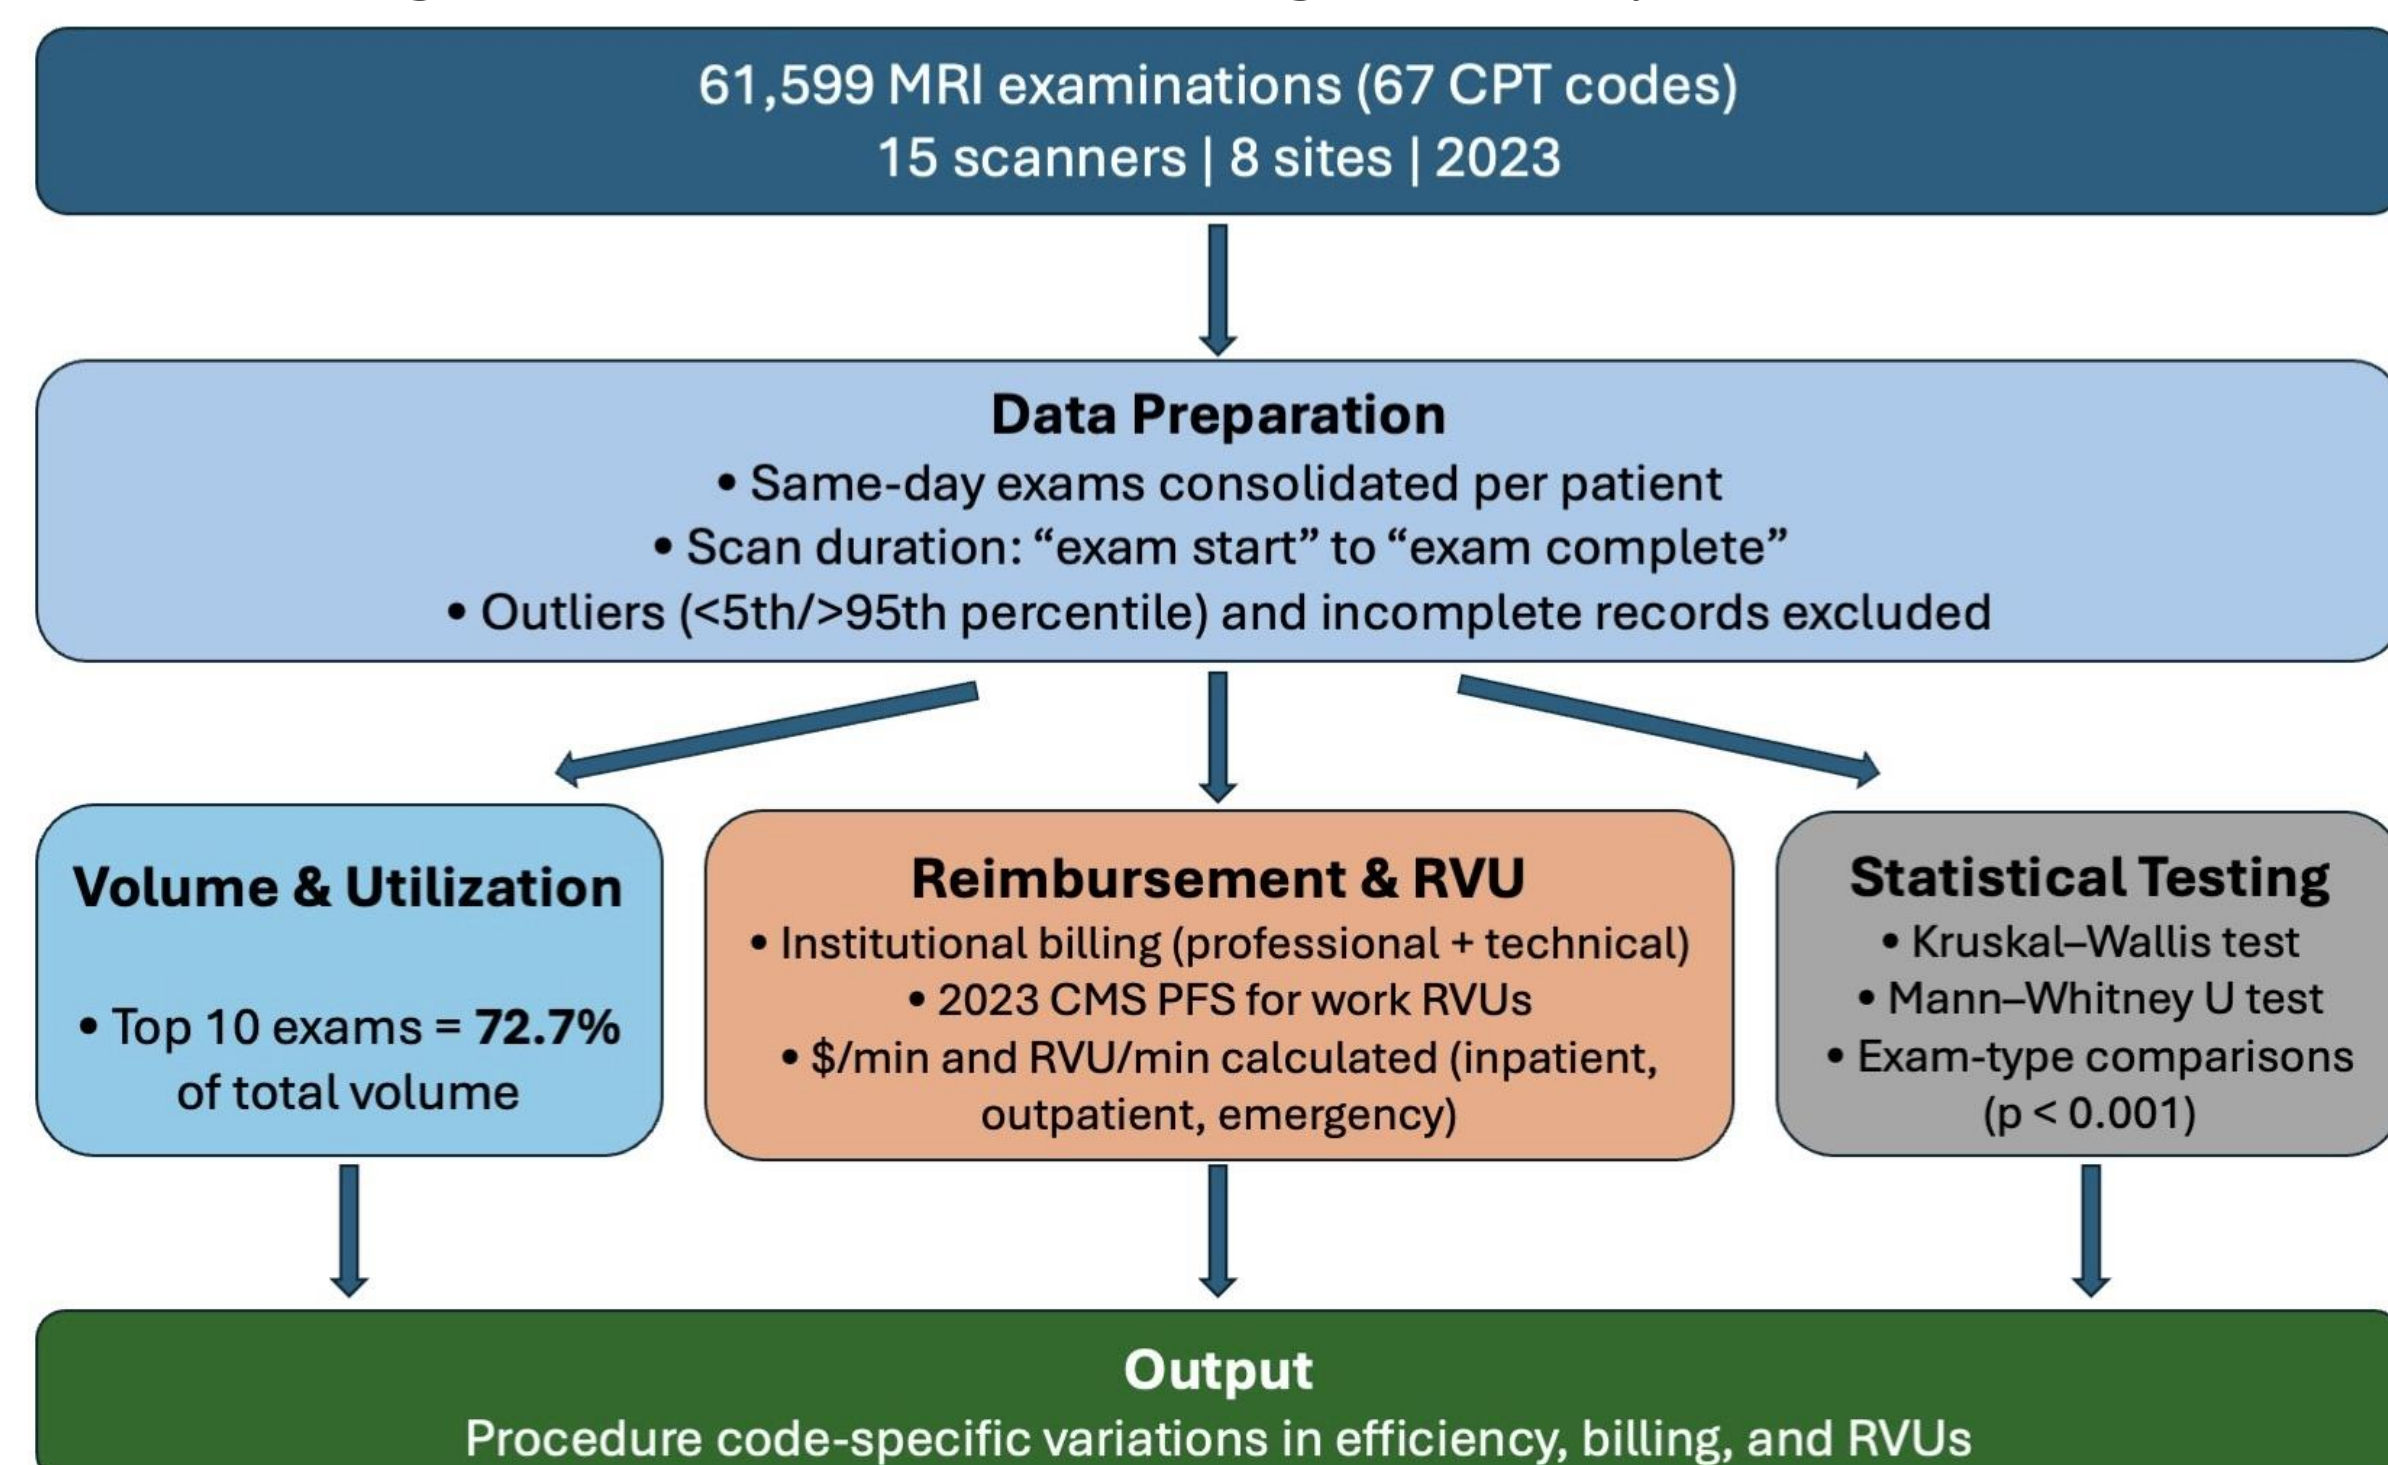 61,599 MRI examinations (67 CPT codes)
15 scanners | 8 sites | 2023
Data Preparation
• Same-day exams consolidated per patient
• Scan duration: “exam start” to “exam complete”
• Outliers (<5th/>95th percentile) and incomplete records excluded
Volume & Utilization
• Top 10 exams = 72.7%
of total volume
Reimbursement & RVU
• Institutional billing (professional + technical)
• 2023 CMS PFS for work RVUs
• $/min and RVU/min calculated (inpatient,
outpatient, emergency)
Statistical Testing
• Kruskal–Wallis test
• Mann–Whitney U test
• Exam-type comparisons
(p < 0.001)
Output
Procedure code-specific variations in efficiency, billing, and RVUs